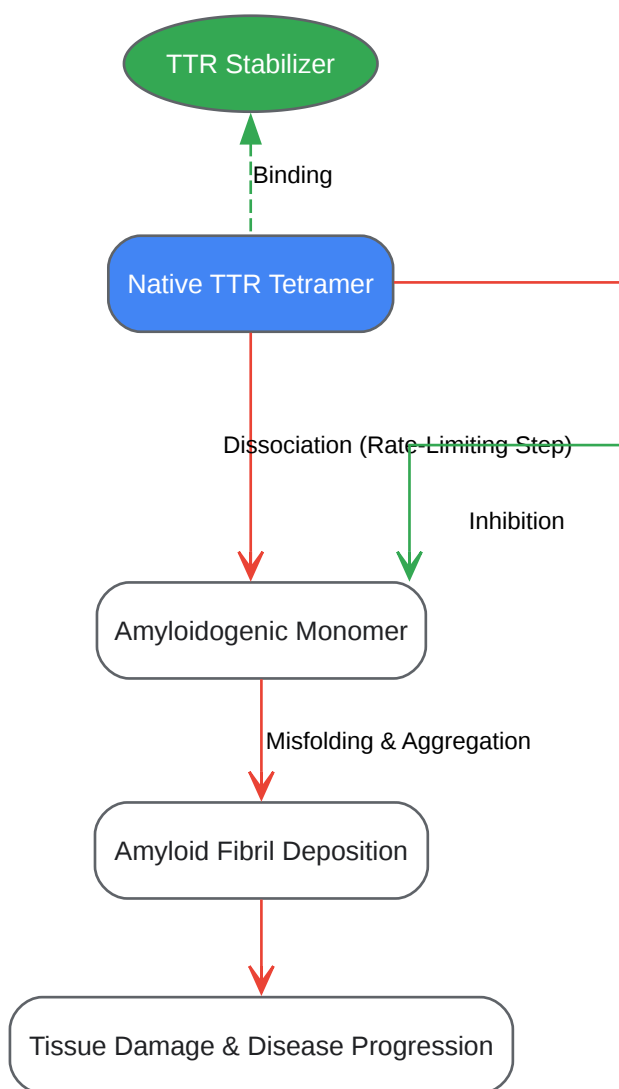 TTR Stabilizer
Binding
Native TTR Tetramer
Dissociation (Rate-Limiting Step)
Inhibition
Amyloidogenic Monomer
Misfolding & Aggregation
Amyloid Fibril Deposition
Tissue Damage & Disease Progression